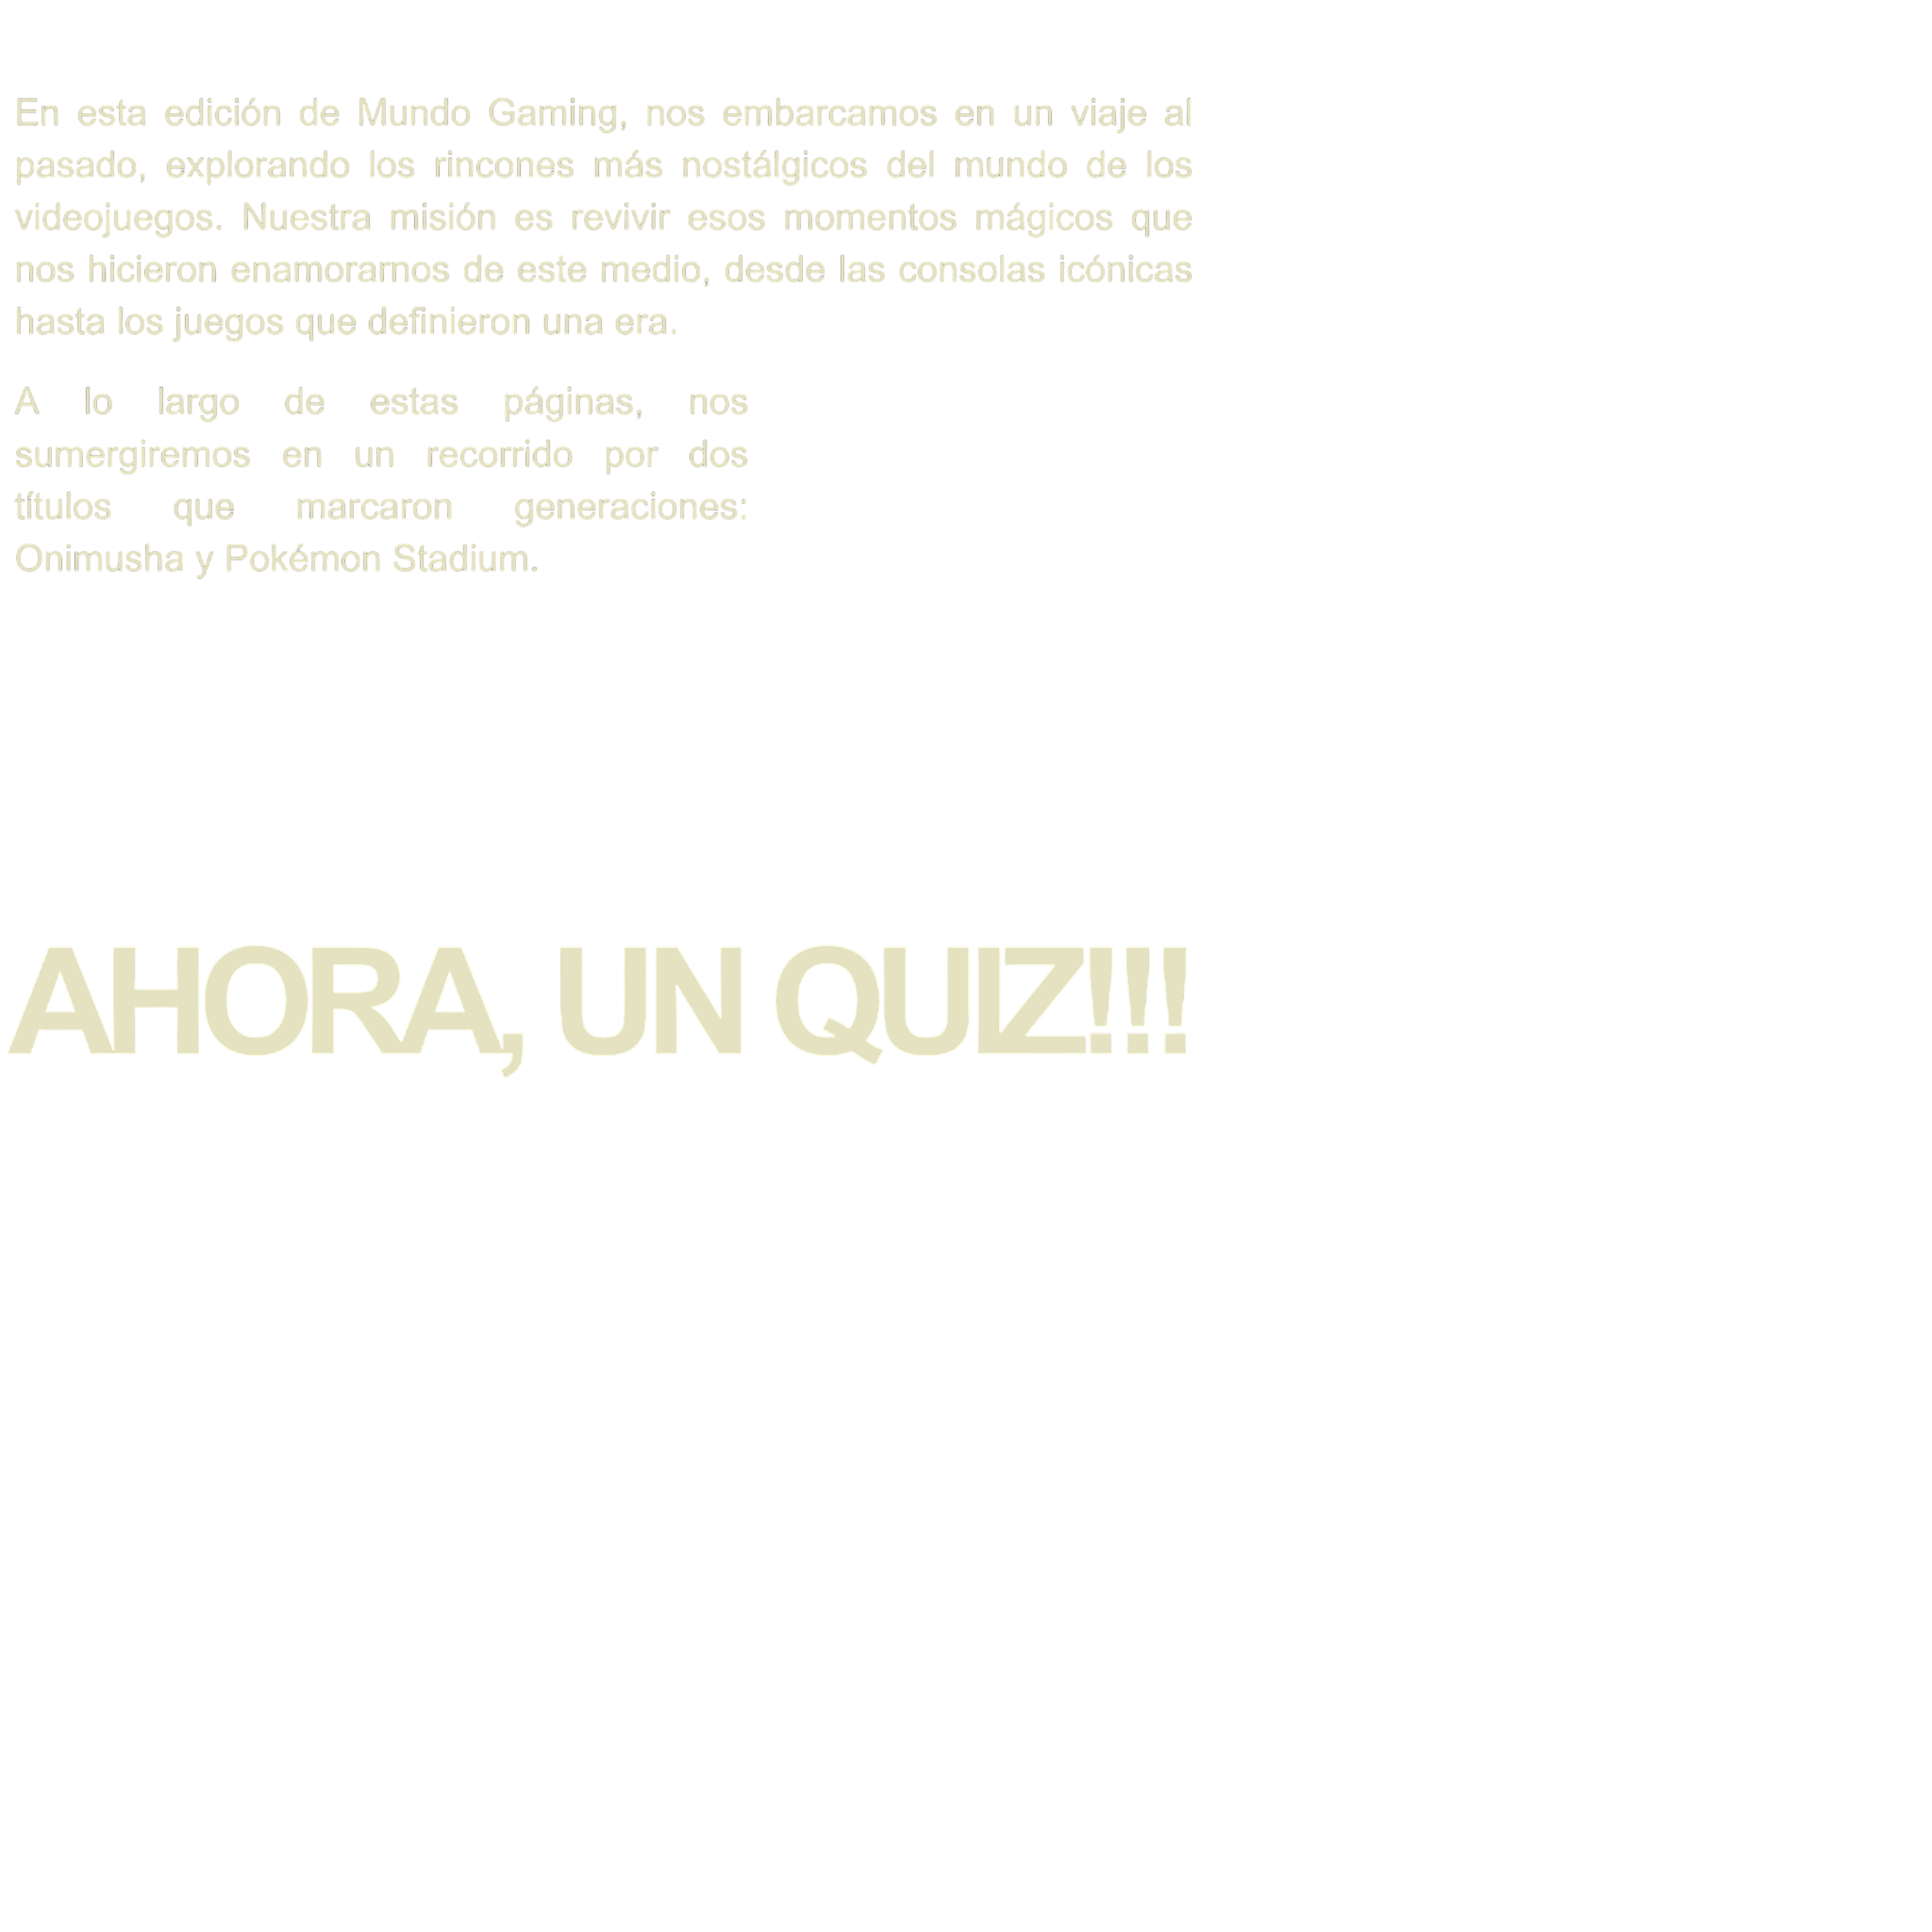 En esta edición de Mundo Gaming, nos embarcamos en un viaje al
pasado, explorando los rincones más nostálgicos del mundo de los
videojuegos. Nuestra misión es revivir esos momentos mágicos que
nos hicieron enamorarnos de este medio, desde las consolas icónicas
hasta los juegos que definieron una era.
A lo largo de estas páginas, nos
sumergiremos en un recorrido por dos
títulos que marcaron generaciones:
Onimusha y Pokémon Stadium.
AHORA, UN QUIZ!!!